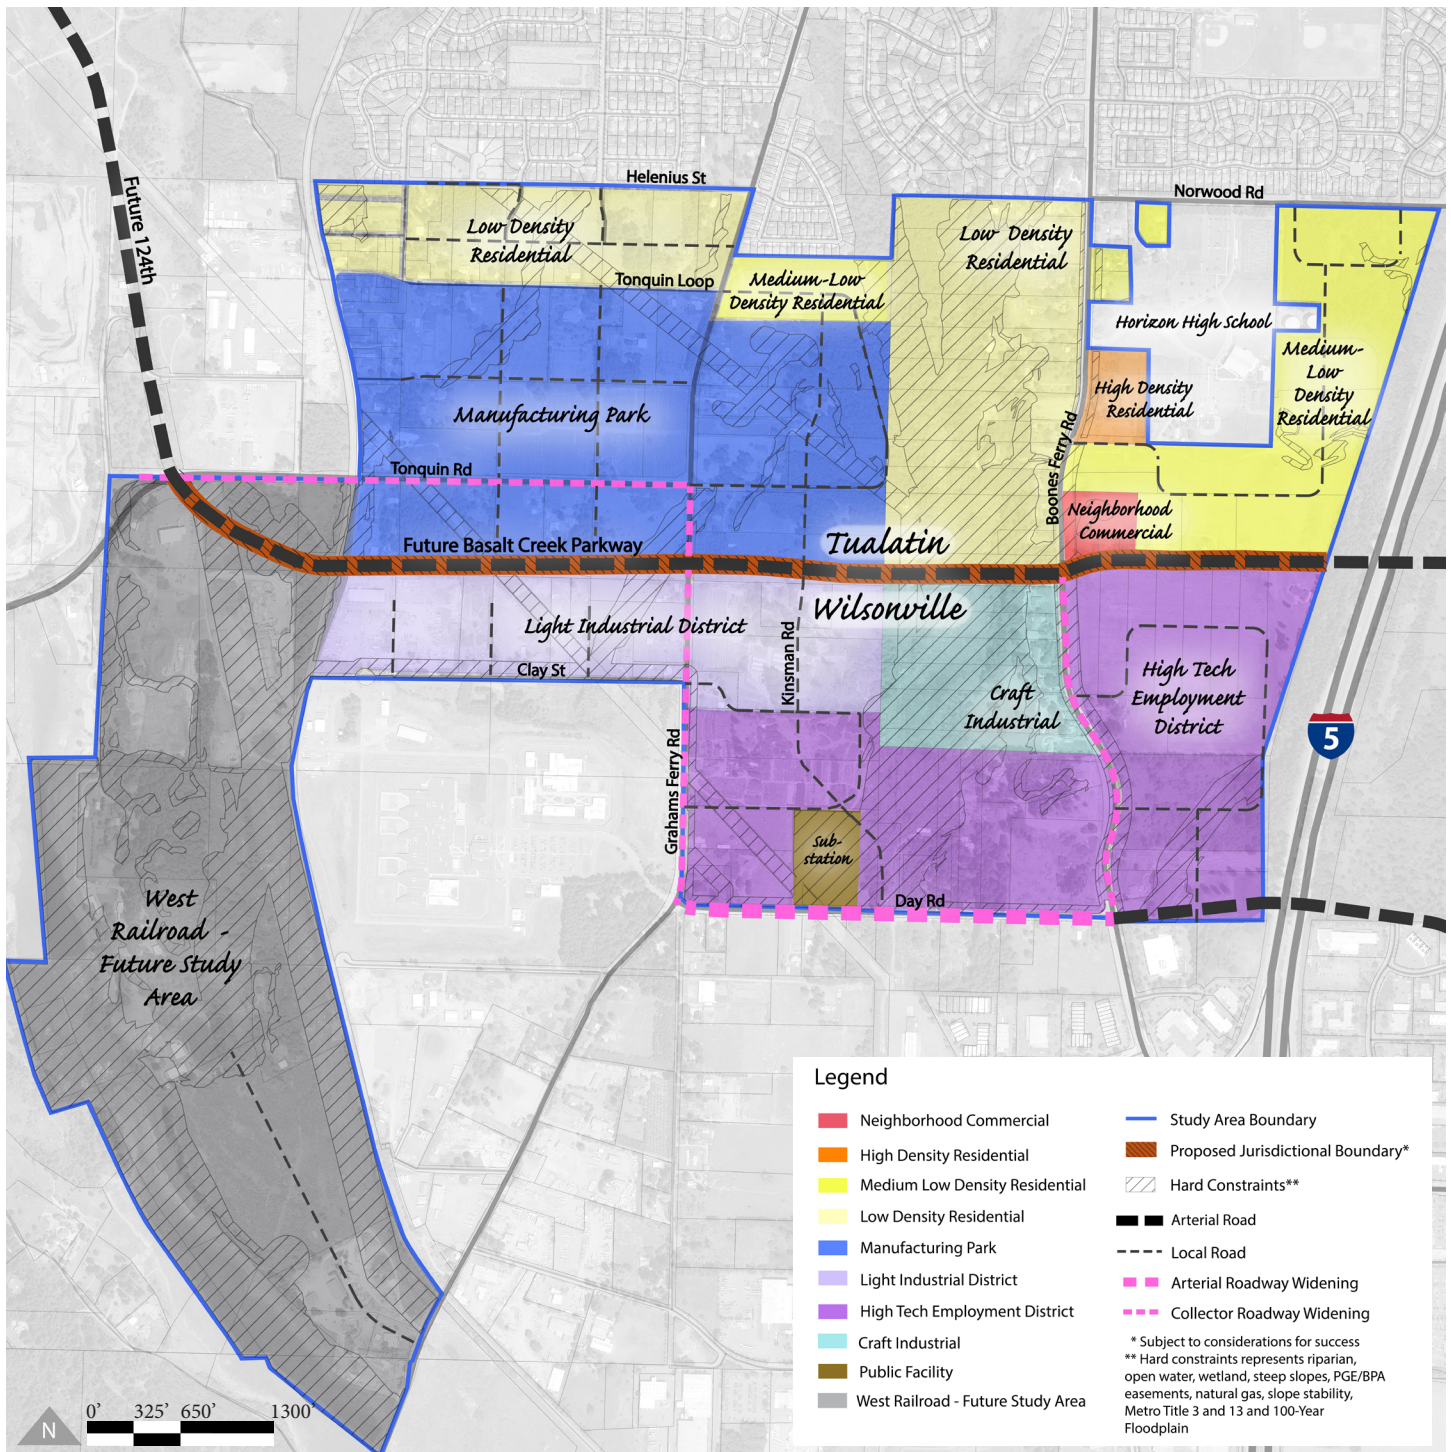 Helenius St
Norwood Rd
Future 124th
Low Density
Residential
Low Density
Residential
Tonquin Loop
Medium-Low
Density Residential
Horizon High School
Medium-
Low
Density
Residential
High Density
Residential
Manufacturing Park
Boones Ferry Rd
Tonquin Rd
Neighborhood
Commercial
Future Basalt Creek Parkway
Tualatin
Wilsonville
Light Industrial District
Kinsman Rd
Clay St
Craft
Industrial
High Tech
Employment
District
5
Grahams Ferry Rd
Sub-
station
Day Rd
West
Railroad -
Future Study
Area
Legend
Neighborhood Commercial
High Density Residential
Medium Low Density Residential
Low Density Residential
Manufacturing Park
Light Industrial District
High Tech Employment District
Craft Industrial
Public Facility
West Railroad - Future Study Area
Study Area Boundary
Proposed Jurisdictional Boundary*
Hard Constraints**
Arterial Road
Local Road
Arterial Roadway Widening
Collector Roadway Widening
* Subject to considerations for success
** Hard constraints represents riparian,
open water, wetland, steep slopes, PGE/BPA
easements, natural gas, slope stability,
Metro Title 3 and 13 and 100-Year
Floodplain
N
0' 325' 650' 1300'